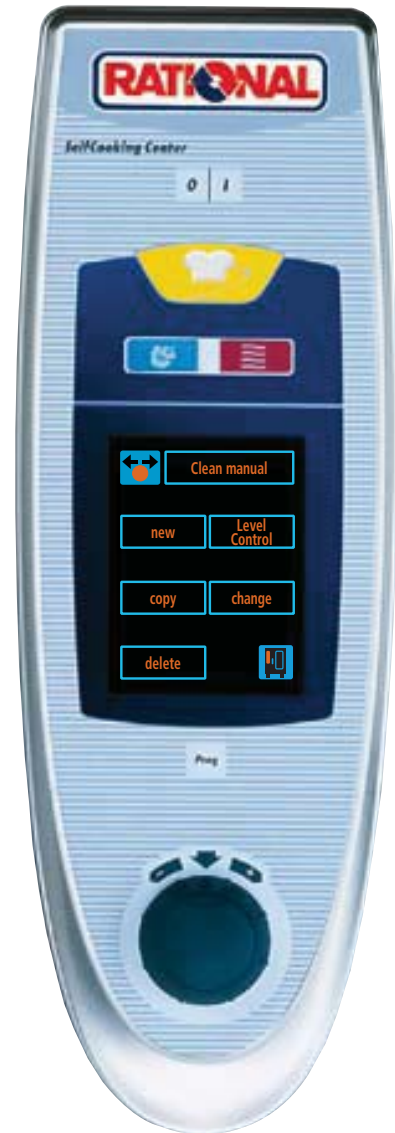 RATIONAL
SelfCooking Center
0 | I
Clean manual
new
Level
Control
copy
change
delete
Prog